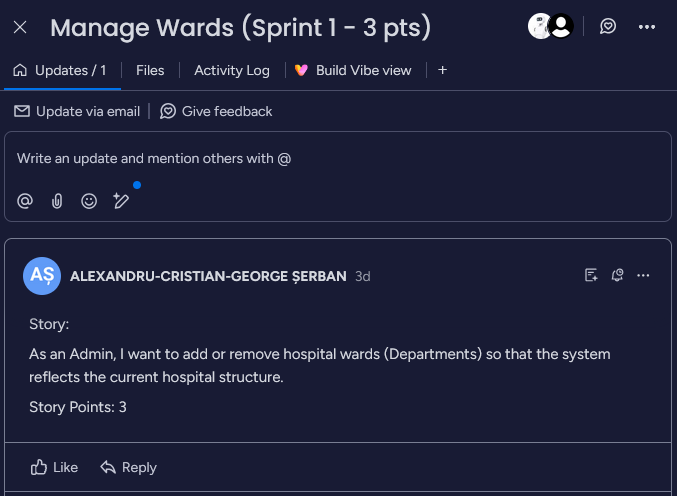 Manage Wards (Sprint 1 - 3 pts)
Updates / 1
Files
Activity Log
Build Vibe view
+
Update via email
Give feedback
Write an update and mention others with @
AȘ
ALEXANDRU-CRISTIAN-GEORGE ȘERBAN 3d
Story:
As an Admin, I want to add or remove hospital wards (Departments) so that the system
reflects the current hospital structure.
Story Points: 3
Like
Reply